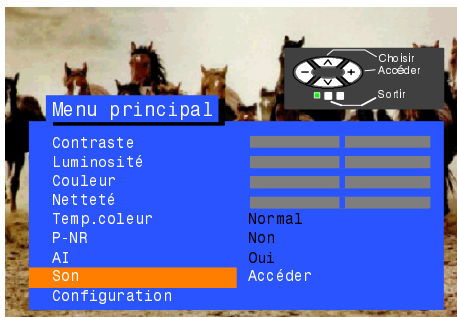 Choisir
Accéder
Sortir
Menu principal
Contraste
Luminosité
Couleur
Netteté
Temp.coleur Normal
P-NR Non
AI Oui
Son Accéder
Configuration